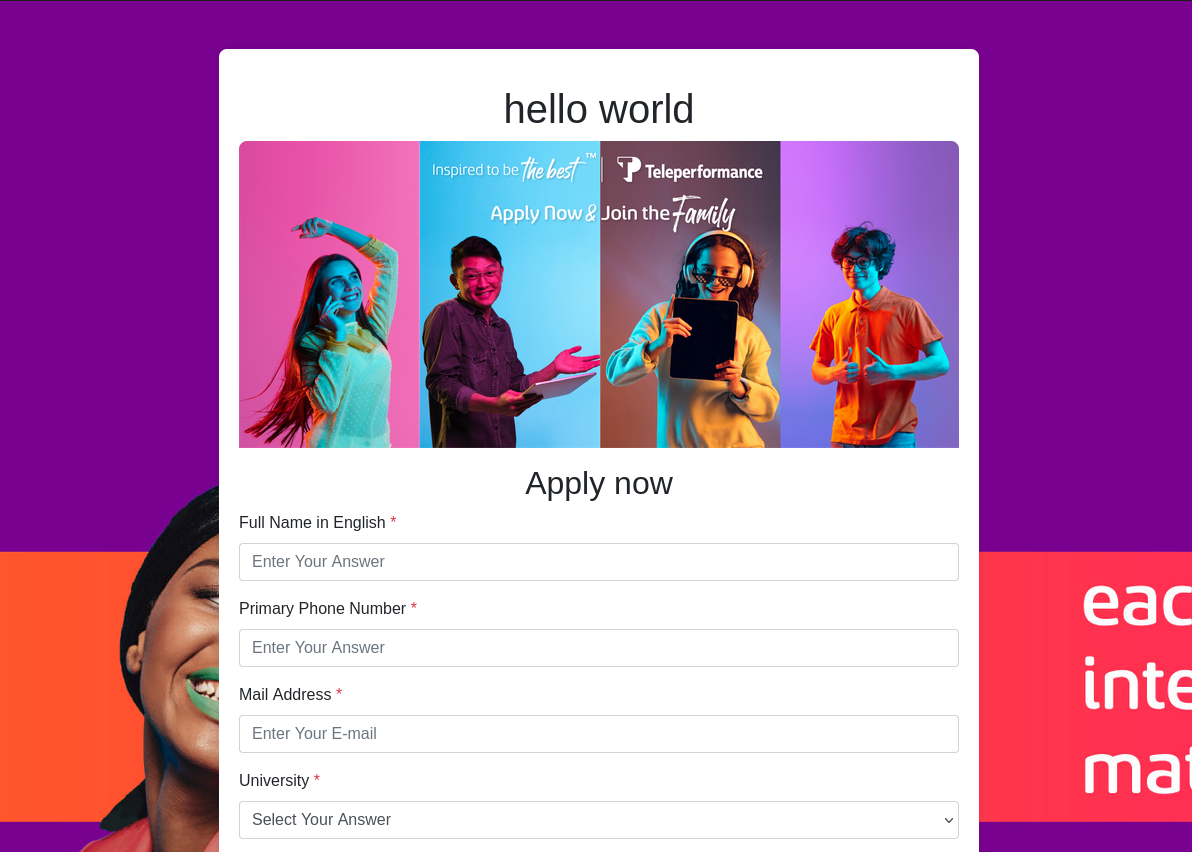 hello world
Inspired to be the best™ | Teleperformance
Apply Now & Join the Family
Apply now
Full Name in English *
Enter Your Answer
Primary Phone Number *
Enter Your Answer
Mail Address *
Enter Your E-mail
University *
Select Your Answer
eac
inte
mat